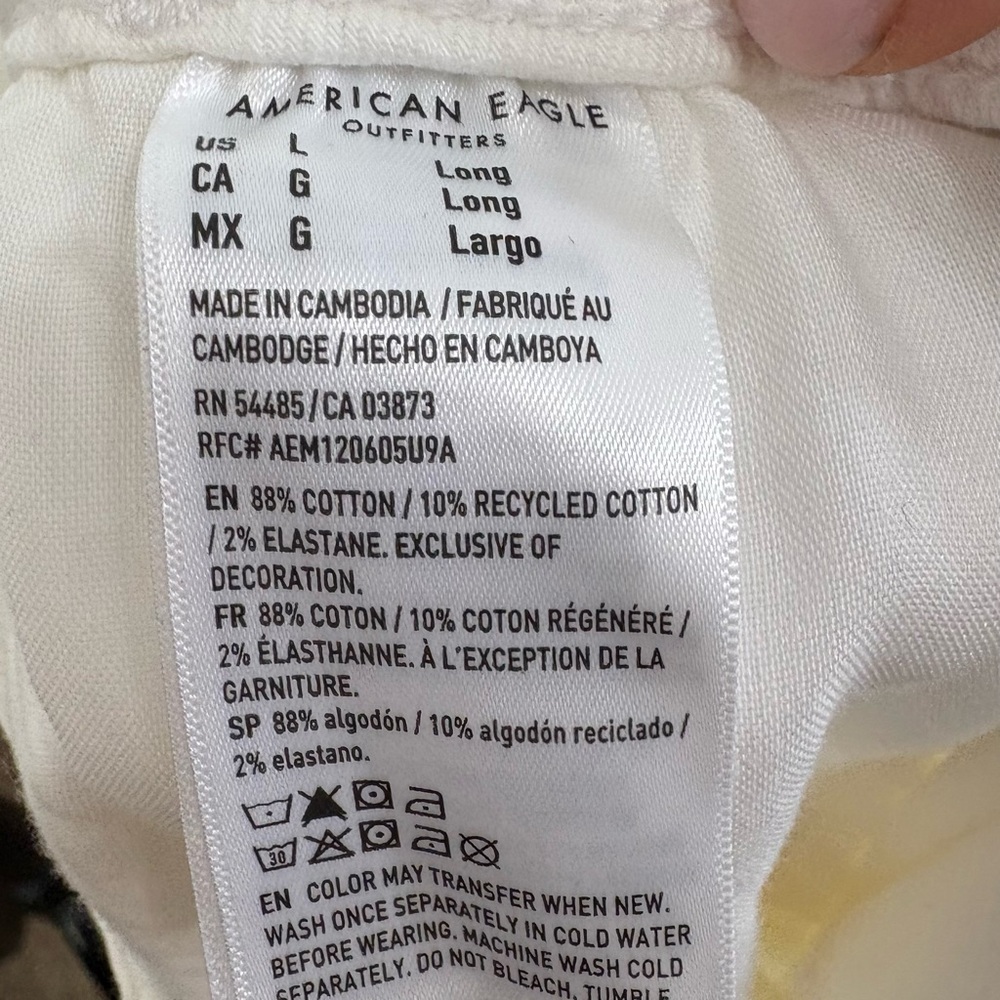 AMERICAN EAGLE
OUTFITTERS
US L Long
CA G Long
MX G Largo
MADE IN CAMBODIA / FABRIQUÉ AU
CAMBODGE / HECHO EN CAMBOYA
RN 54485 / CA 03873
RFC# AEM120605U9A
EN 88% COTTON / 10% RECYCLED COTTON
/ 2% ELASTANE. EXCLUSIVE OF
DECORATION.
FR 88% COTON / 10% COTON RÉGÉNÉRÉ /
2% ÉLASTHANNE. À L'EXCEPTION DE LA
GARNITURE.
SP 88% algodón / 10% algodón reciclado /
2% elastano.
30
EN COLOR MAY TRANSFER WHEN NEW.
WASH ONCE SEPARATELY IN COLD WATER
BEFORE WEARING. MACHINE WASH COLD
SEPARATELY. DO NOT BLEACH, TUMBLE